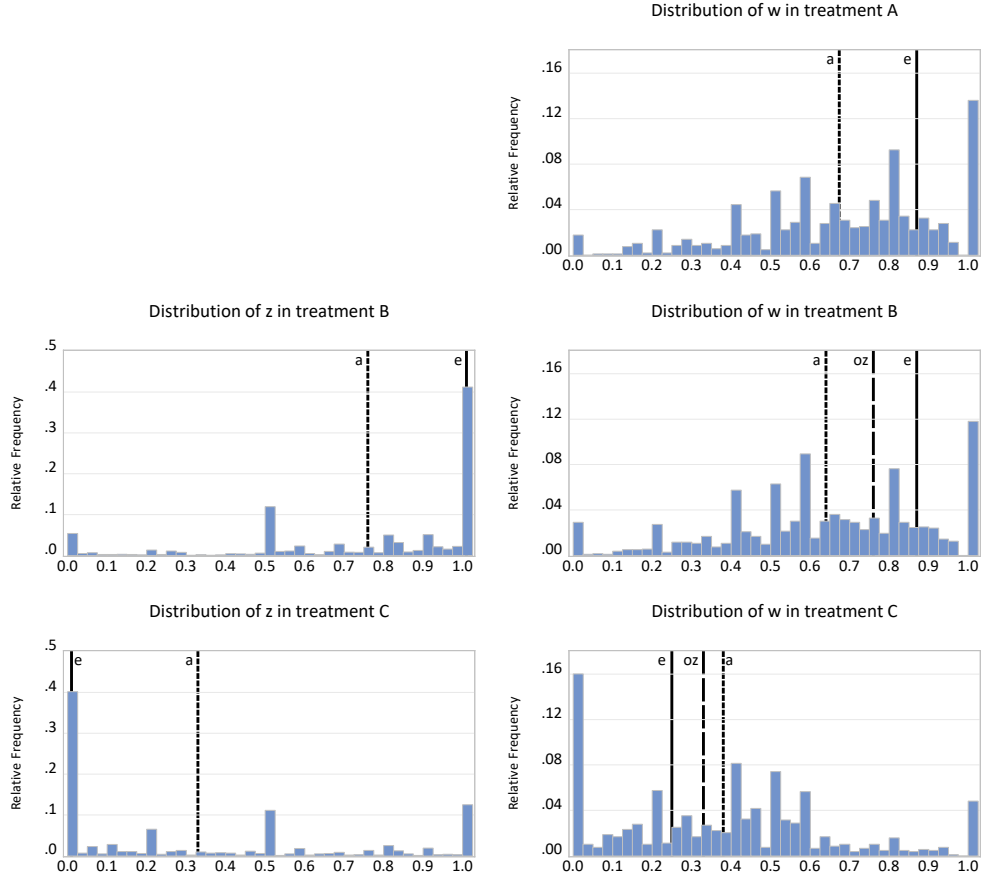 Distribution of w in treatment A
a e
Relative Frequency
.16
.12
.08
.04
.00
0.0 0.1 0.2 0.3 0.4 0.5 0.6 0.7 0.8 0.9 1.0
Distribution of z in treatment B
a e
Relative Frequency
.5
.4
.3
.2
.1
.0
0.0 0.1 0.2 0.3 0.4 0.5 0.6 0.7 0.8 0.9 1.0
Distribution of w in treatment B
a oz e
Relative Frequency
.16
.12
.08
.04
.00
0.0 0.1 0.2 0.3 0.4 0.5 0.6 0.7 0.8 0.9 1.0
Distribution of z in treatment C
e a
Relative Frequency
.5
.4
.3
.2
.1
.0
0.0 0.1 0.2 0.3 0.4 0.5 0.6 0.7 0.8 0.9 1.0
Distribution of w in treatment C
e oz a
Relative Frequency
.16
.12
.08
.04
.00
0.0 0.1 0.2 0.3 0.4 0.5 0.6 0.7 0.8 0.9 1.0